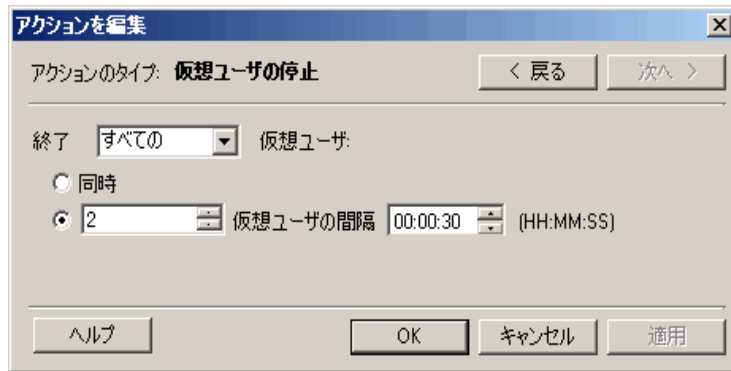 アクションを編集
アクションのタイプ: 仮想ユーザの停止 < 戻る 次へ >
終了 すべての 仮想ユーザ:
同時
2 仮想ユーザの間隔 00:00:30 (HH:MM:SS)
ヘルプ OK キャンセル 適用